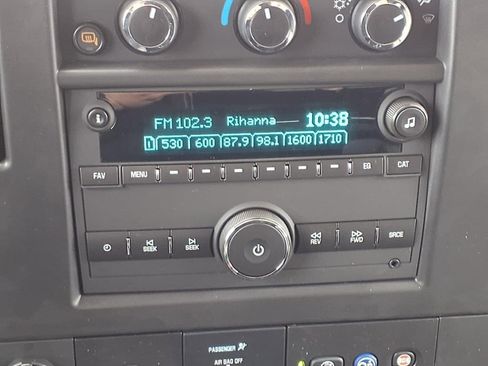 FM 102.3 Rihanna 10:38
1 530 600 87.9 98.1 1600 1710
FAV MENU EQ CAT
SEEK SEEK REV FWD SRCE
PASSENGER
AIR BAG OFF